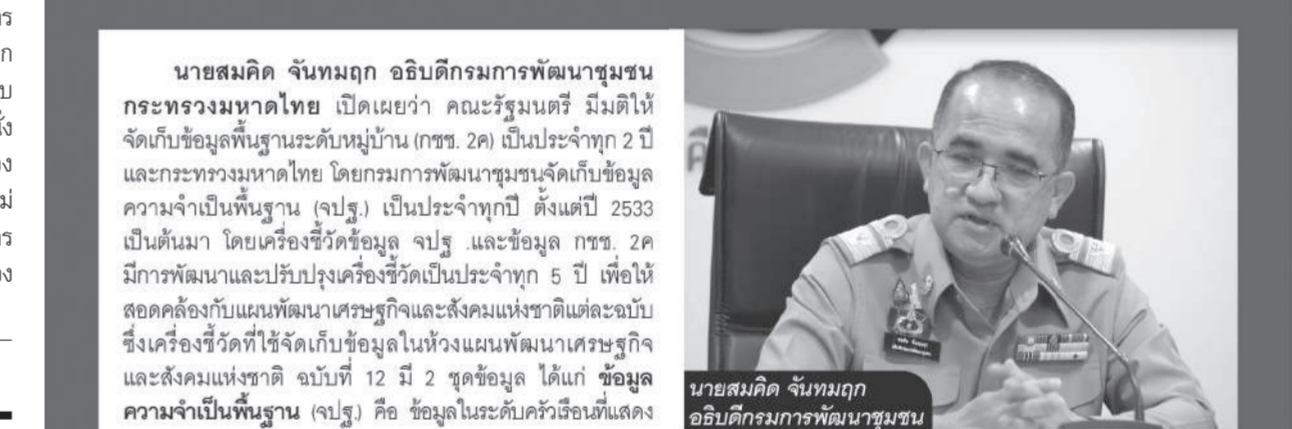 นายสมคิด จันทมฤก อธิบดีกรมการพัฒนาชุมชน
กระทรวงมหาดไทย เปิดเผยว่า คณะรัฐมนตรี มีมติให้
จัดเก็บข้อมูลพื้นฐานระดับหมู่บ้าน (กชช. 2ค) เป็นประจำทุก 2 ปี
และกระทรวงมหาดไทย โดยกรมการพัฒนาชุมชนจัดเก็บข้อมูล
ความจำเป็นพื้นฐาน (จปฐ.) เป็นประจำทุกปี ตั้งแต่ปี 2533
เป็นต้นมา โดยเครื่องชี้วัดข้อมูล จปฐ .และข้อมูล กชช. 2ค
มีการพัฒนาและปรับปรุงเครื่องชี้วัดเป็นประจำทุก 5 ปี เพื่อให้
สอดคล้องกับแผนพัฒนาเศรษฐกิจและสังคมแห่งชาติแต่ละฉบับ
ซึ่งเครื่องชี้วัดที่ใช้จัดเก็บข้อมูลในห้วงแผนพัฒนาเศรษฐกิจ
และสังคมแห่งชาติ ฉบับที่ 12 มี 2 ชุดข้อมูล ได้แก่ ข้อมูล
ความจำเป็นพื้นฐาน (จปฐ.) คือ ข้อมูลในระดับครัวเรือนที่แสดง
นายสมคิด จันทมฤก
อธิบดีกรมการพัฒนาชุมชน